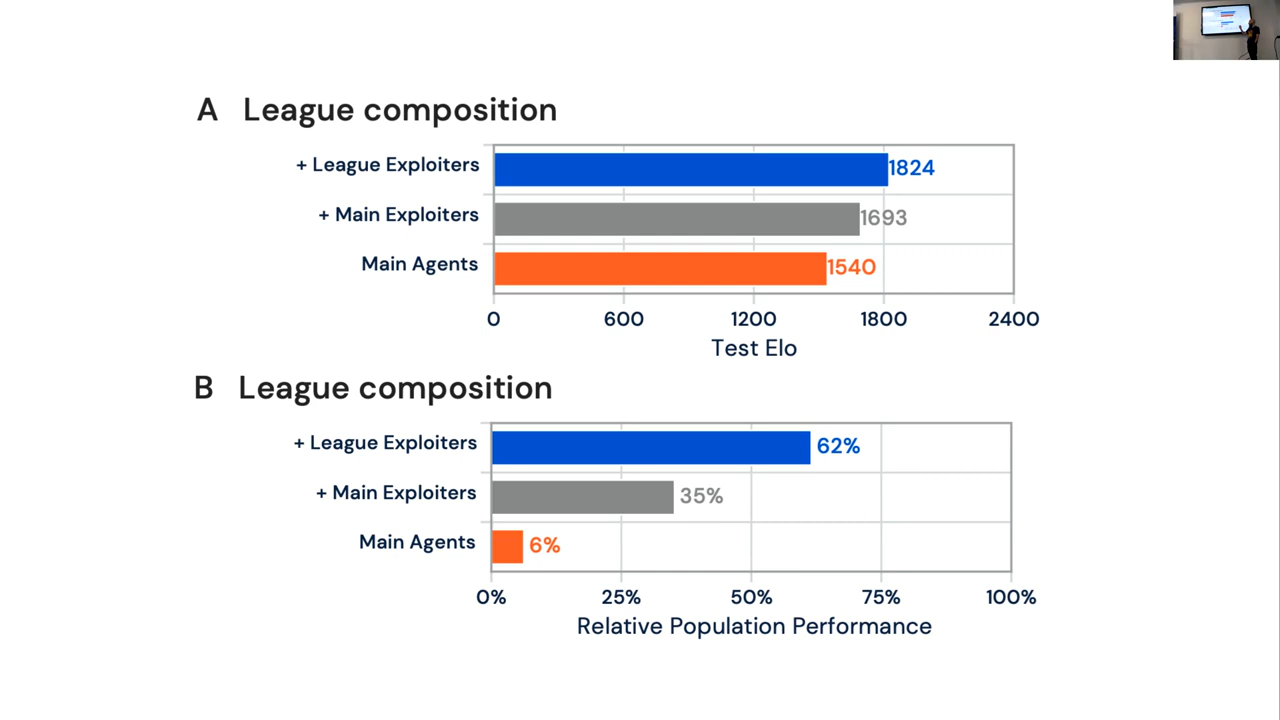 A League composition
+ League Exploiters
1824
+ Main Exploiters
1693
Main Agents
1540
0 600 1200 1800 2400
Test Elo
B League composition
+ League Exploiters
62%
+ Main Exploiters
35%
Main Agents
6%
0% 25% 50% 75% 100%
Relative Population Performance